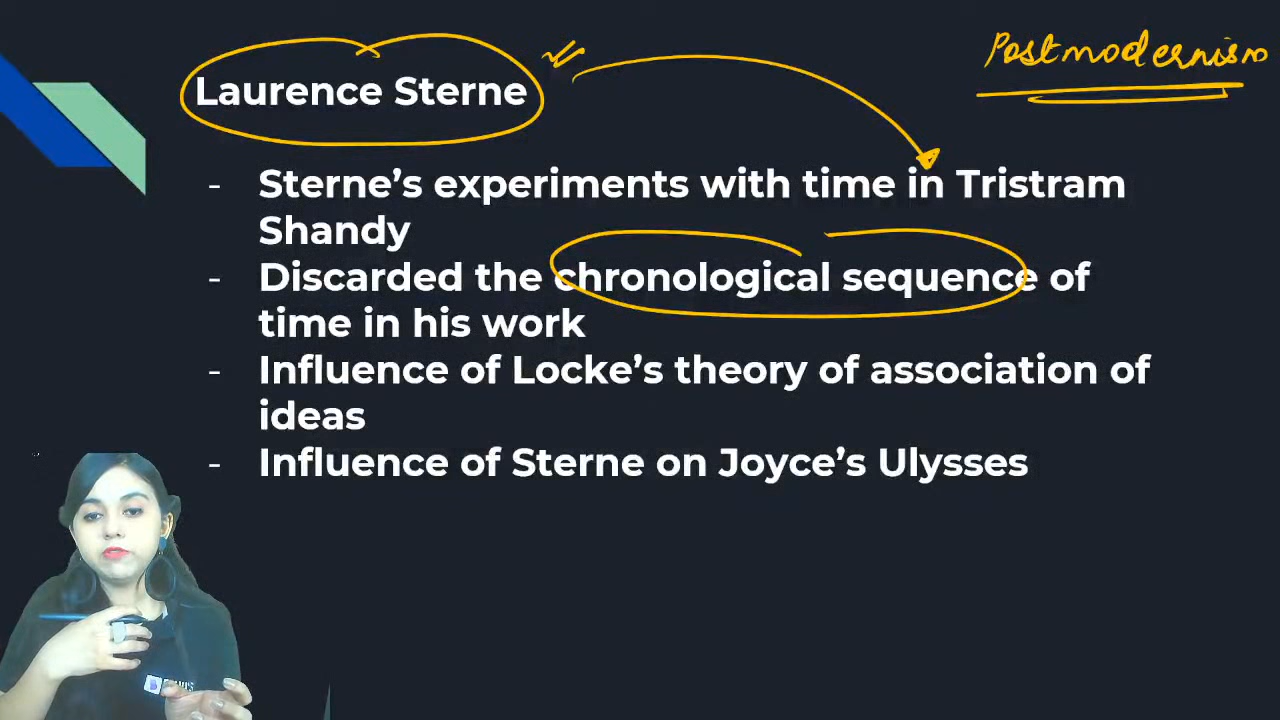 Postmodernism
Laurence Sterne
- Sterne's experiments with time in Tristram
Shandy
- Discarded the chronological sequence of
time in his work
- Influence of Locke's theory of association of
ideas
- Influence of Sterne on Joyce's Ulysses